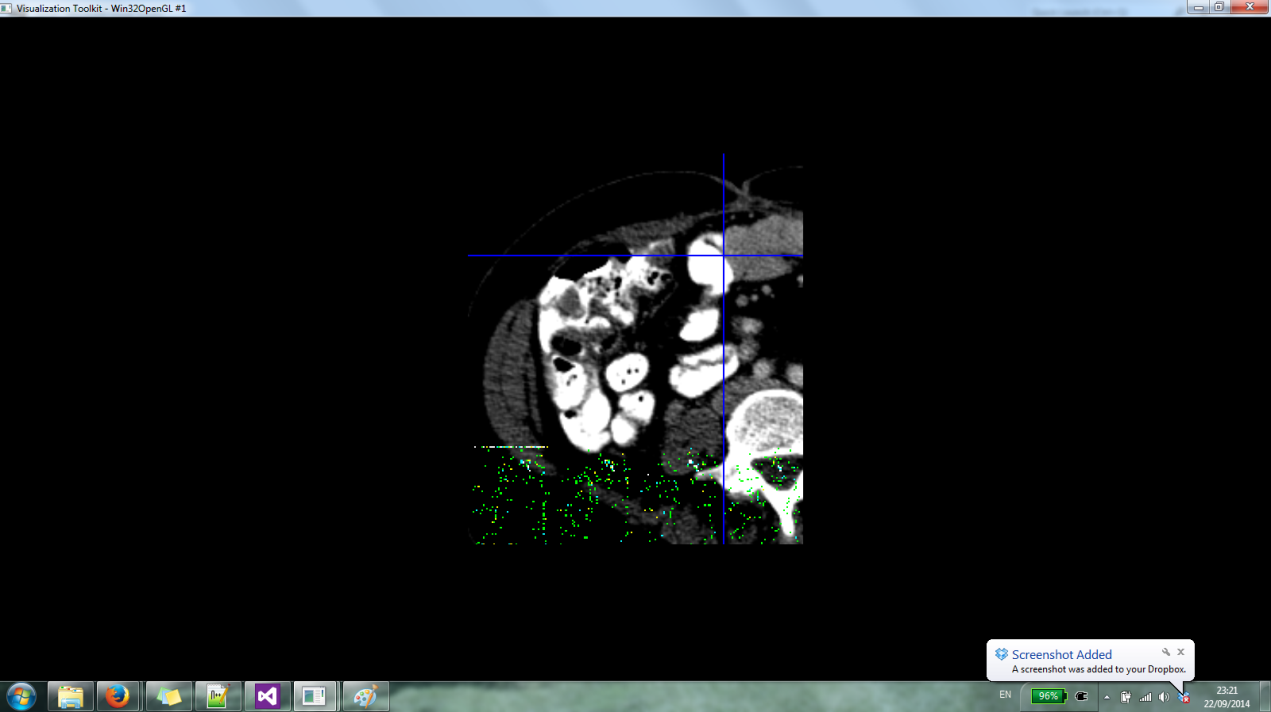 Visualization Toolkit - Win32OpenGL #1
Screenshot Added
A screenshot was added to your Dropbox.
EN
96%
23:21
22/09/2014